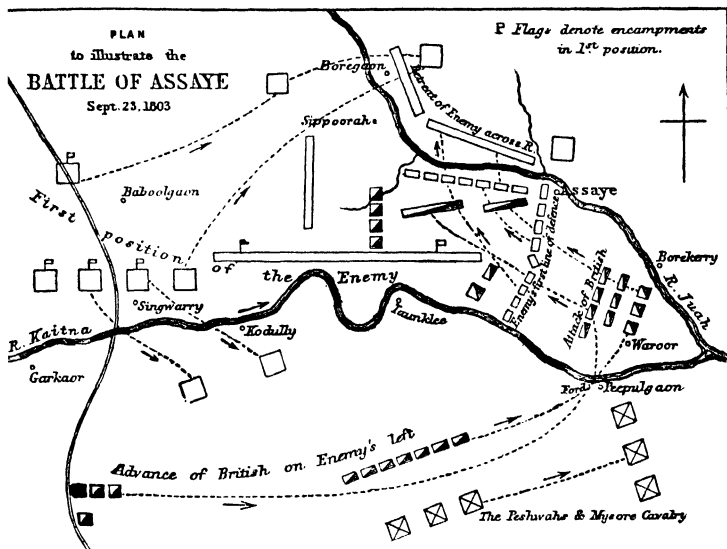 PLAN
to illustrate the
BATTLE OF ASSAYE
Sept. 23, 1803
Flags denote encampments
in 1st position.
Boregaon
Retreat of Enemy across R.
Sippoorah
Assaye
Baboolgaon
First position of the Enemy
Enemy's first line of defence
Attack of British
Borekerry
R. Juah
Singwarry
Kodully
Taunklee
R. Kaitna
Waroor
Garkaor
Ford
Peepulgaon
Advance of British on Enemy's left
The Peshwahs & Mysore Cavalry